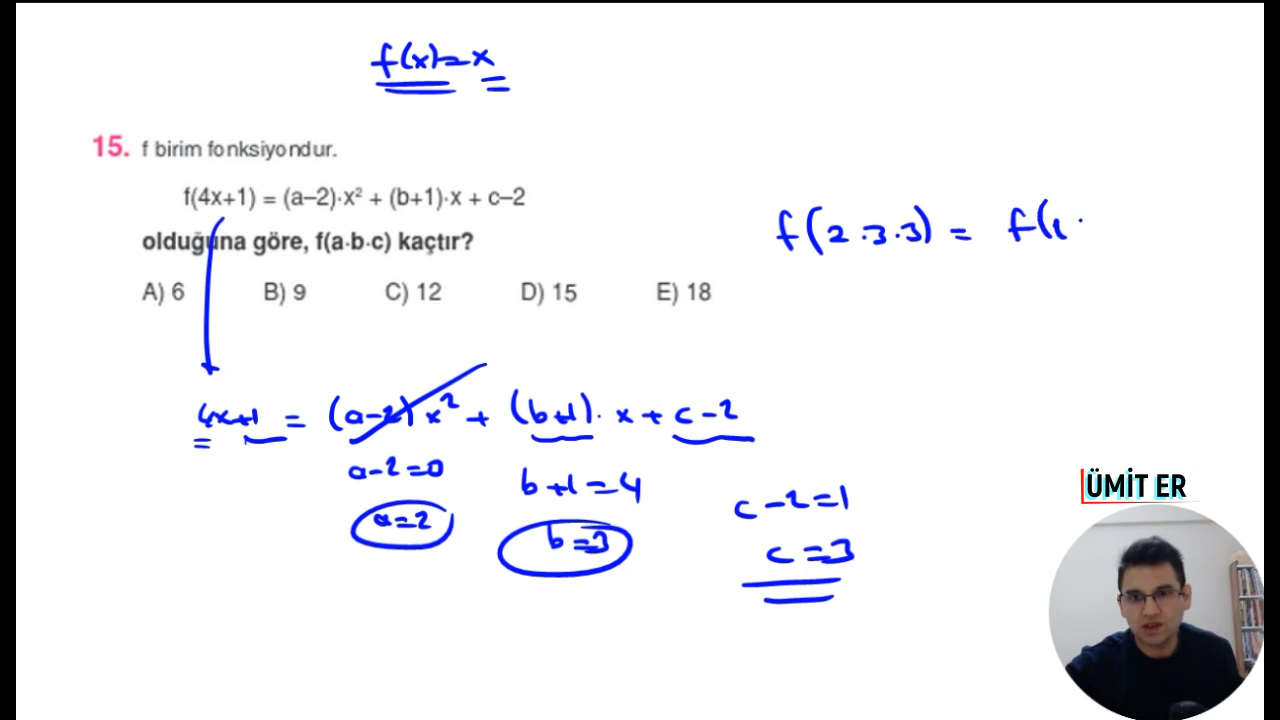 f(x)=x
15. f birim fonksiyondur.
f(4x+1) = (a–2)·x² + (b+1)·x + c–2
olduğuna göre, f(a·b·c) kaçtır?
A) 6 B) 9 C) 12 D) 15 E) 18
f(2.3.3) = f(1
4x+1 = (a-2)x² + (b+1). x + c-2
a-2=0
b+1=4
c-2=1
a=2
b=3
c=3
ÜMİT ER